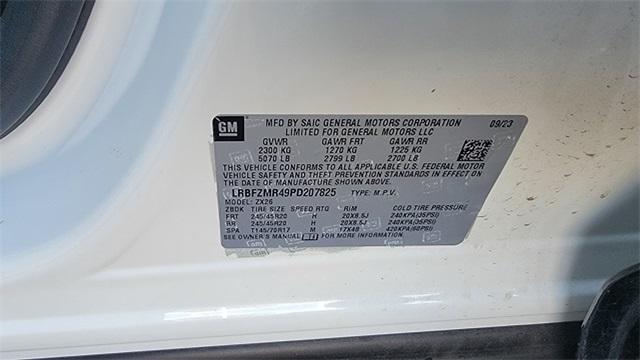 GM
MFD BY SAIC GENERAL MOTORS CORPORATION 09/23
LIMITED FOR GENERAL MOTORS LLC
GVWR GAWR FRT GAWR RR
2300 KG 1270 KG 1225 KG
5070 LB 2799 LB 2700 LB
THIS VEHICLE CONFORMS TO ALL APPLICABLE U.S. FEDERAL MOTOR
VEHICLE SAFETY AND THEFT PREVENTION STANDARDS IN EFFECT
ON THE DATE OF MANUFACTURE SHOWN ABOVE.
LRBFZMR49PD207825 TYPE: M.P.V.
MODEL: ZX26
ZBDK TIRE SIZE SPEED RTG RIM COLD TIRE PRESSURE
FRT 245/45R20 H 20X8.5J 240KPA(35PSI)
RR 245/45R20 H 20X8.5J 240KPA(35PSI)
SPA T145/70R17 M 17X4B 420KPA(60PSI)
SEE OWNER'S MANUAL FOR MORE INFORMATION.